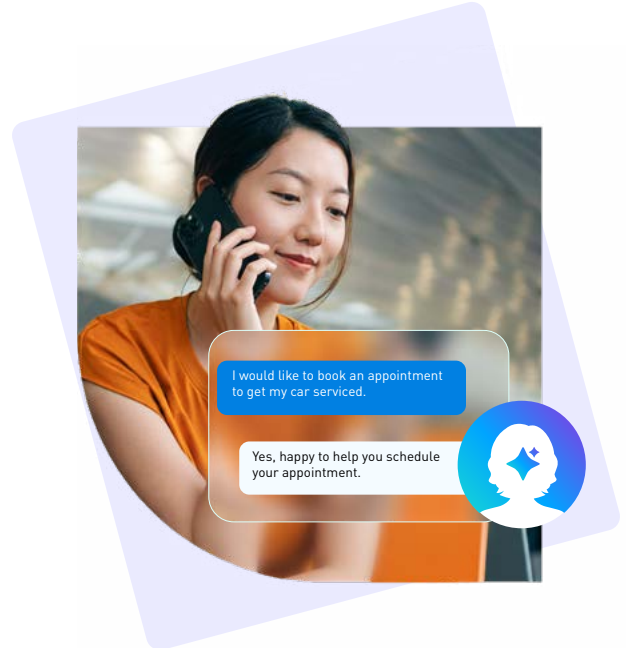 I would like to book an appointment
to get my car serviced.
Yes, happy to help you schedule
your appointment.